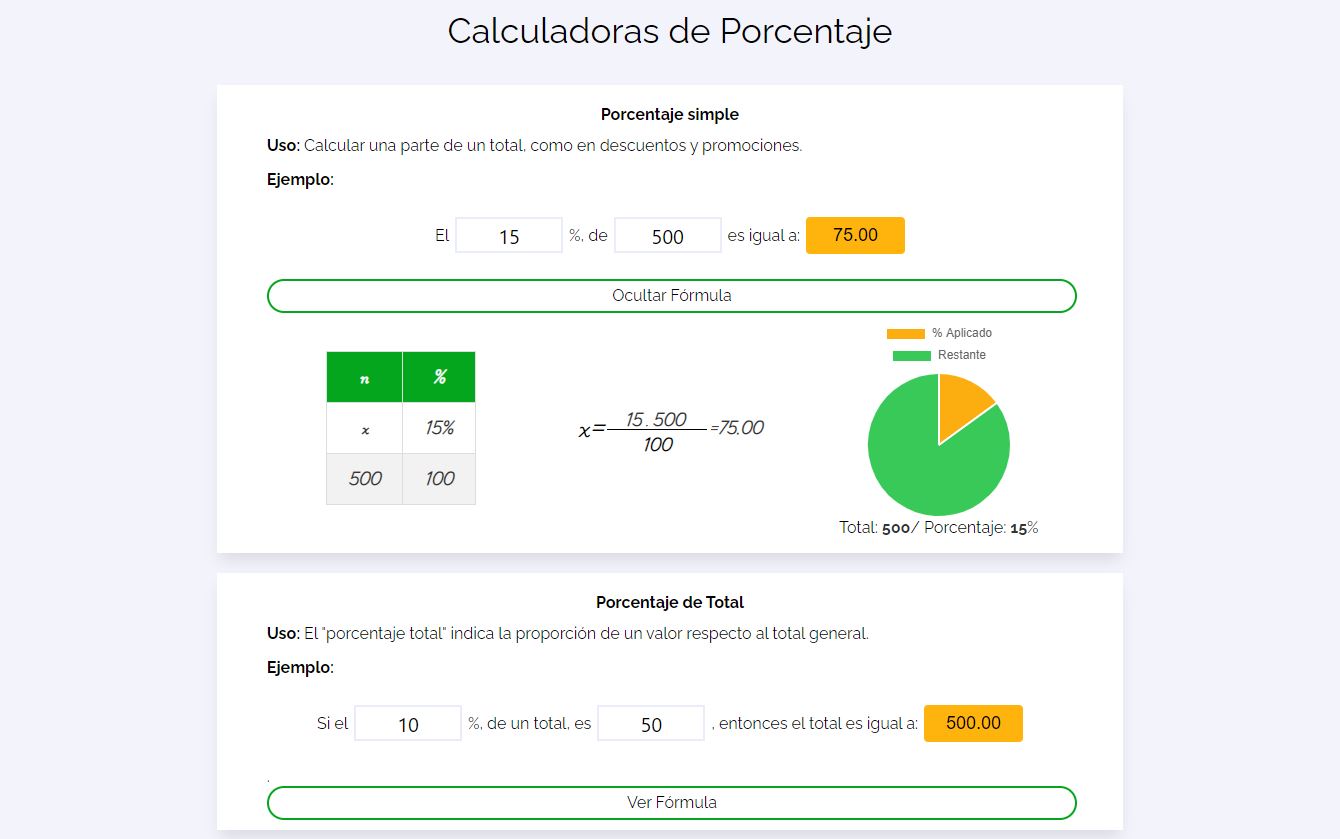 Calculadoras de Porcentaje
Porcentaje simple
Uso: Calcular una parte de un total, como en descuentos y promociones.
Ejemplo:
El 15 %, de 500 es igual a: 75.00
Ocultar Fórmula
n %
x 15%
500 100
x= 15 . 500 =75.00
100
% Aplicado
Restante
Total: 500/ Porcentaje: 15%
Porcentaje de Total
Uso: El "porcentaje total" indica la proporción de un valor respecto al total general.
Ejemplo:
Si el 10 %, de un total, es 50 , entonces el total es igual a: 500.00
.
Ver Fórmula